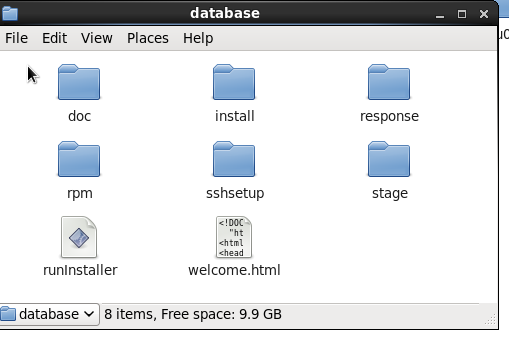 database
File Edit View Places Help
doc install response
rpm sshsetup stage
<!DOC
"ht
<html
<head
runInstaller welcome.html
database 8 items, Free space: 9.9 GB